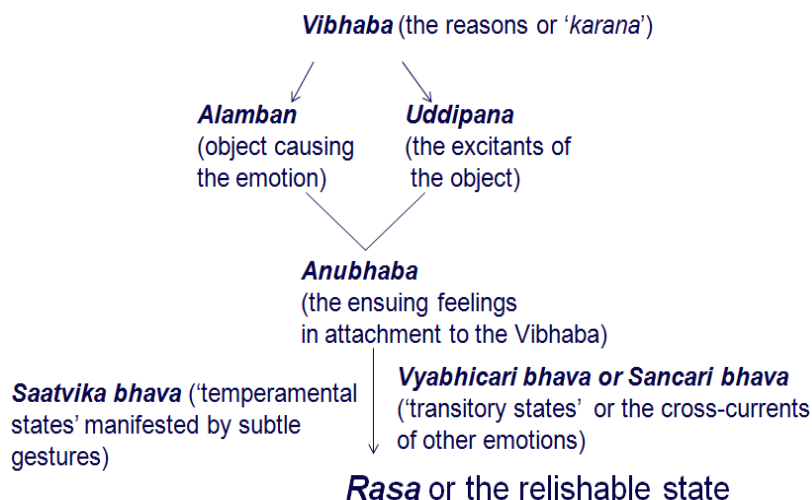 Vibhaba (the reasons or ‘karana’)
Alamban
(object causing
the emotion)
Uddipana
(the excitants of
the object)
Anubhaba
(the ensuing feelings
in attachment to the Vibhaba)
Saatvika bhava (‘temperamental
states’ manifested by subtle
gestures)
Vyabhicari bhava or Sancari bhava
(‘transitory states’ or the cross-currents
of other emotions)
Rasa or the relishable state